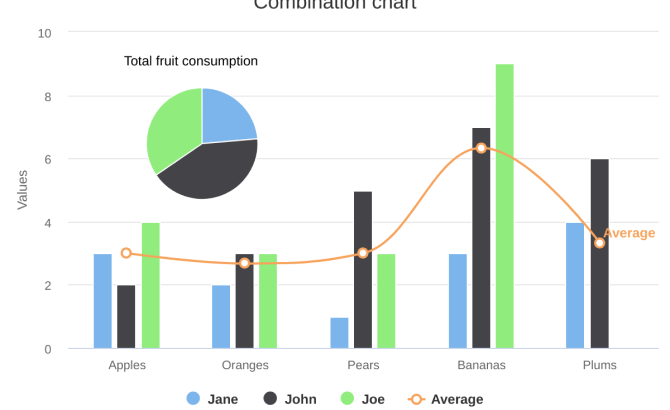 Combination chart
10
Total fruit consumption
8
6
Values
4
Average
2
0
Apples Oranges Pears Bananas Plums
Jane John Joe Average